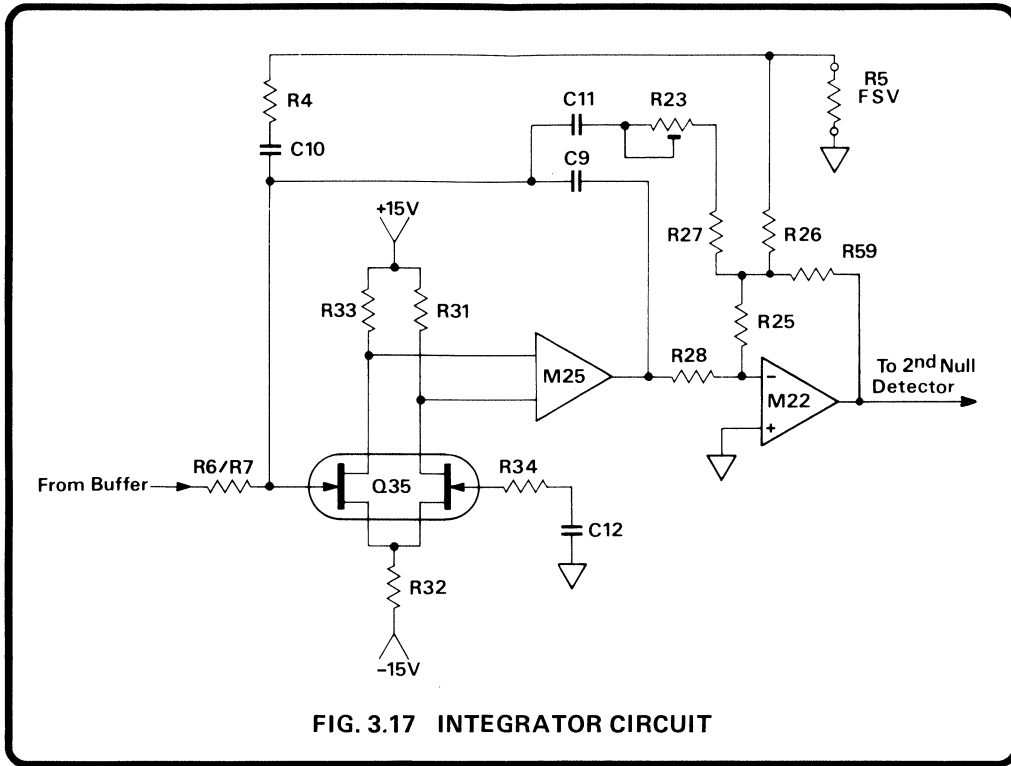 R4
R5
FSV
C11
R23
C10
C9
+15V
R27
R26
R59
R33
R31
R25
M25
R28
To 2nd Null
Detector
-
M22
+
From Buffer
R6/R7
Q35
R34
C12
R32
-15V
FIG. 3.17 INTEGRATOR CIRCUIT